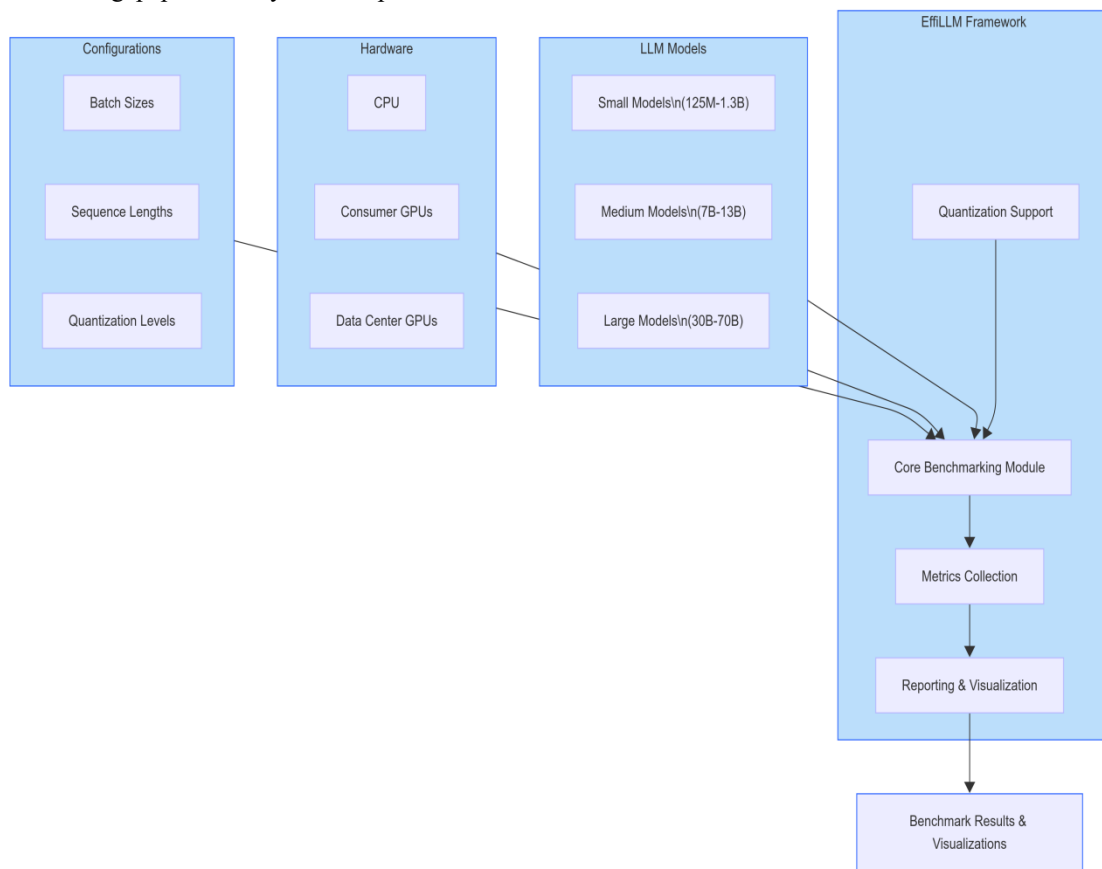 Configurations
Batch Sizes
Sequence Lengths
Quantization Levels
Hardware
CPU
Consumer GPUs
Data Center GPUs
LLM Models
Small Models\n(125M-1.3B)
Medium Models\n(7B-13B)
Large Models\n(30B-70B)
EffiLLM Framework
Quantization Support
Core Benchmarking Module
Metrics Collection
Reporting & Visualization
Benchmark Results &
Visualizations